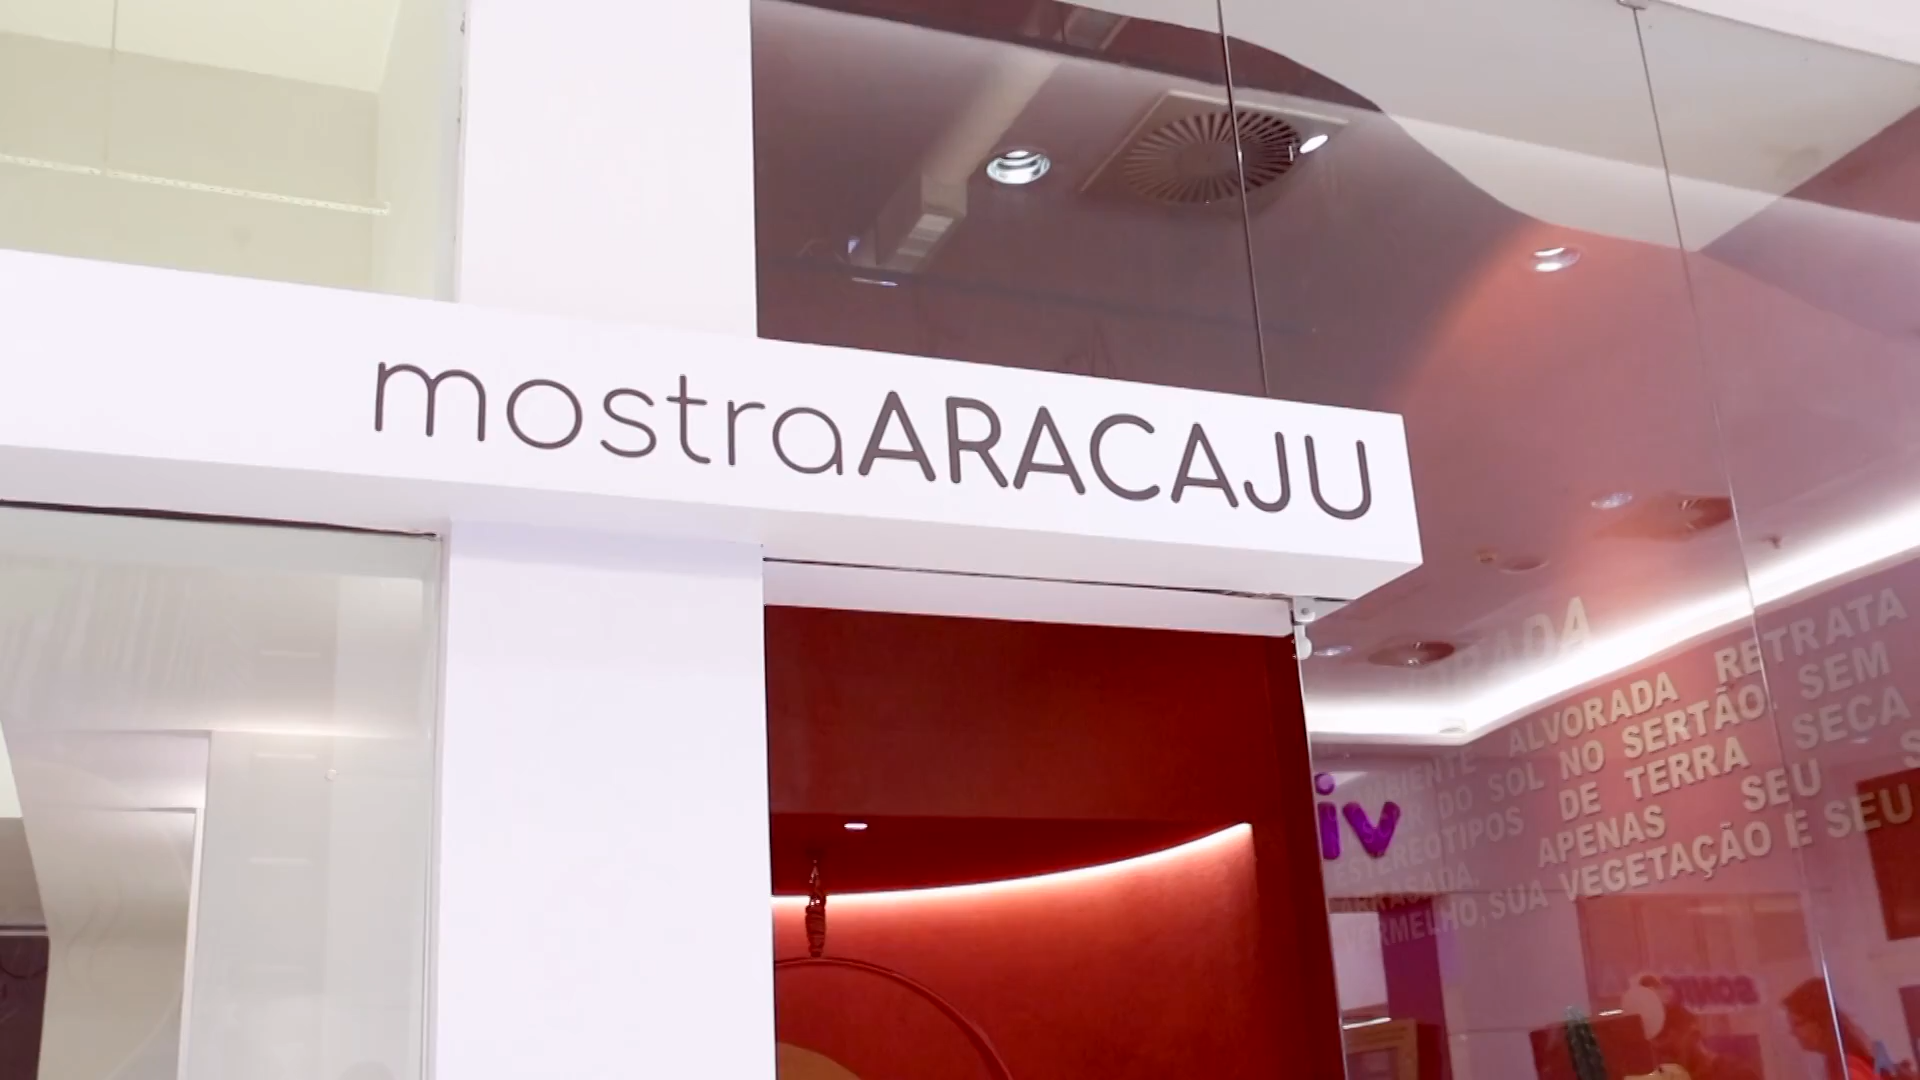 mostraARACAJU
ALVORADA RETRATA
NO SERTÃO SEM
DO SOL DE TERRA SECA
ESTEREÓTIPOS APENAS SEU
ARRASADA.
VERMELHO, SUA VEGETAÇÃO E SEU
iv